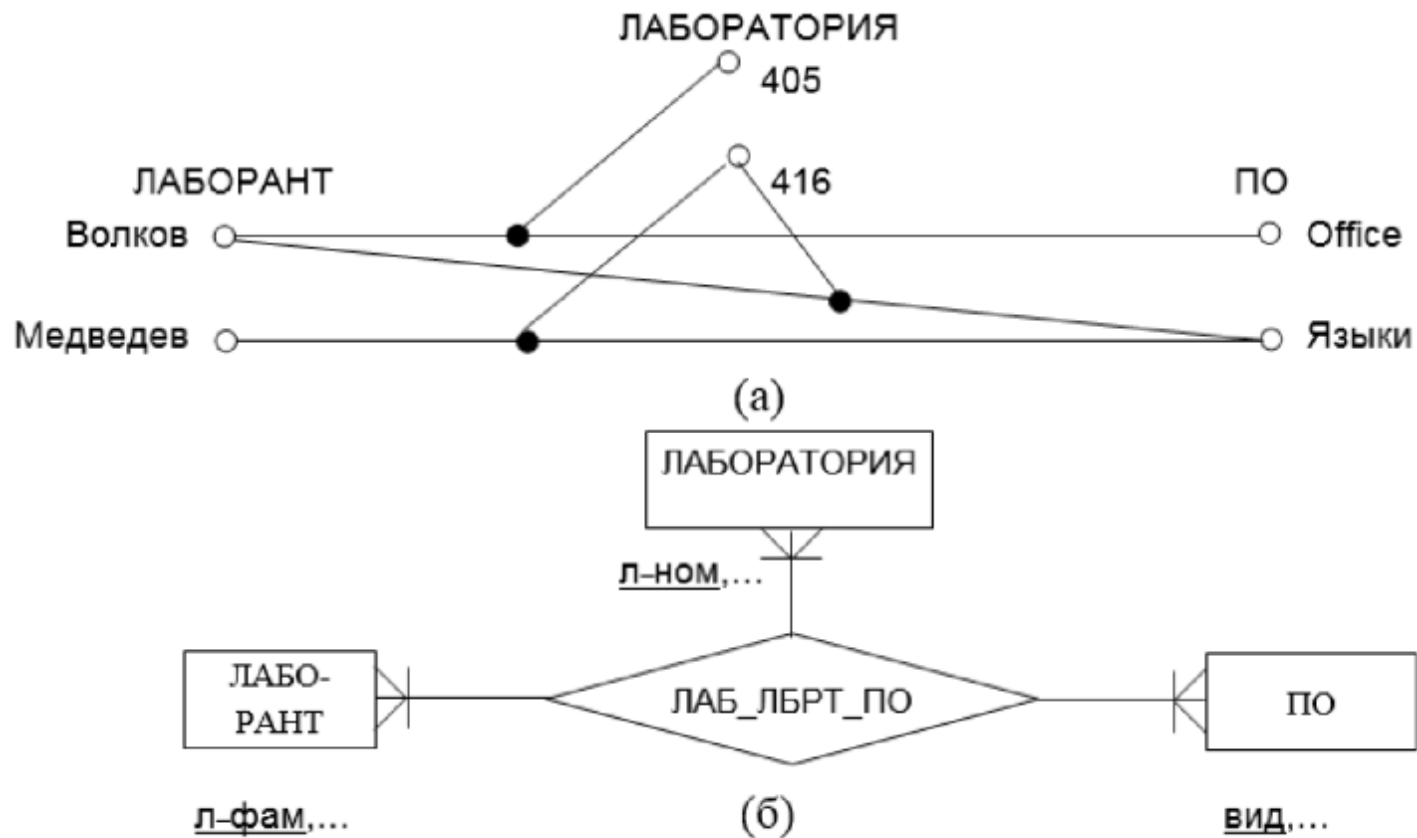 ЛАБОРАТОРИЯ
405
416
ЛАБОРАНТ
ПО
Волков
Office
Медведев
Языки
(а)
ЛАБОРАТОРИЯ
л-ном,...
ЛАБО-
РАНТ
ЛАБ_ЛБРТ_ПО
ПО
л-фам,...
(б)
вид,...